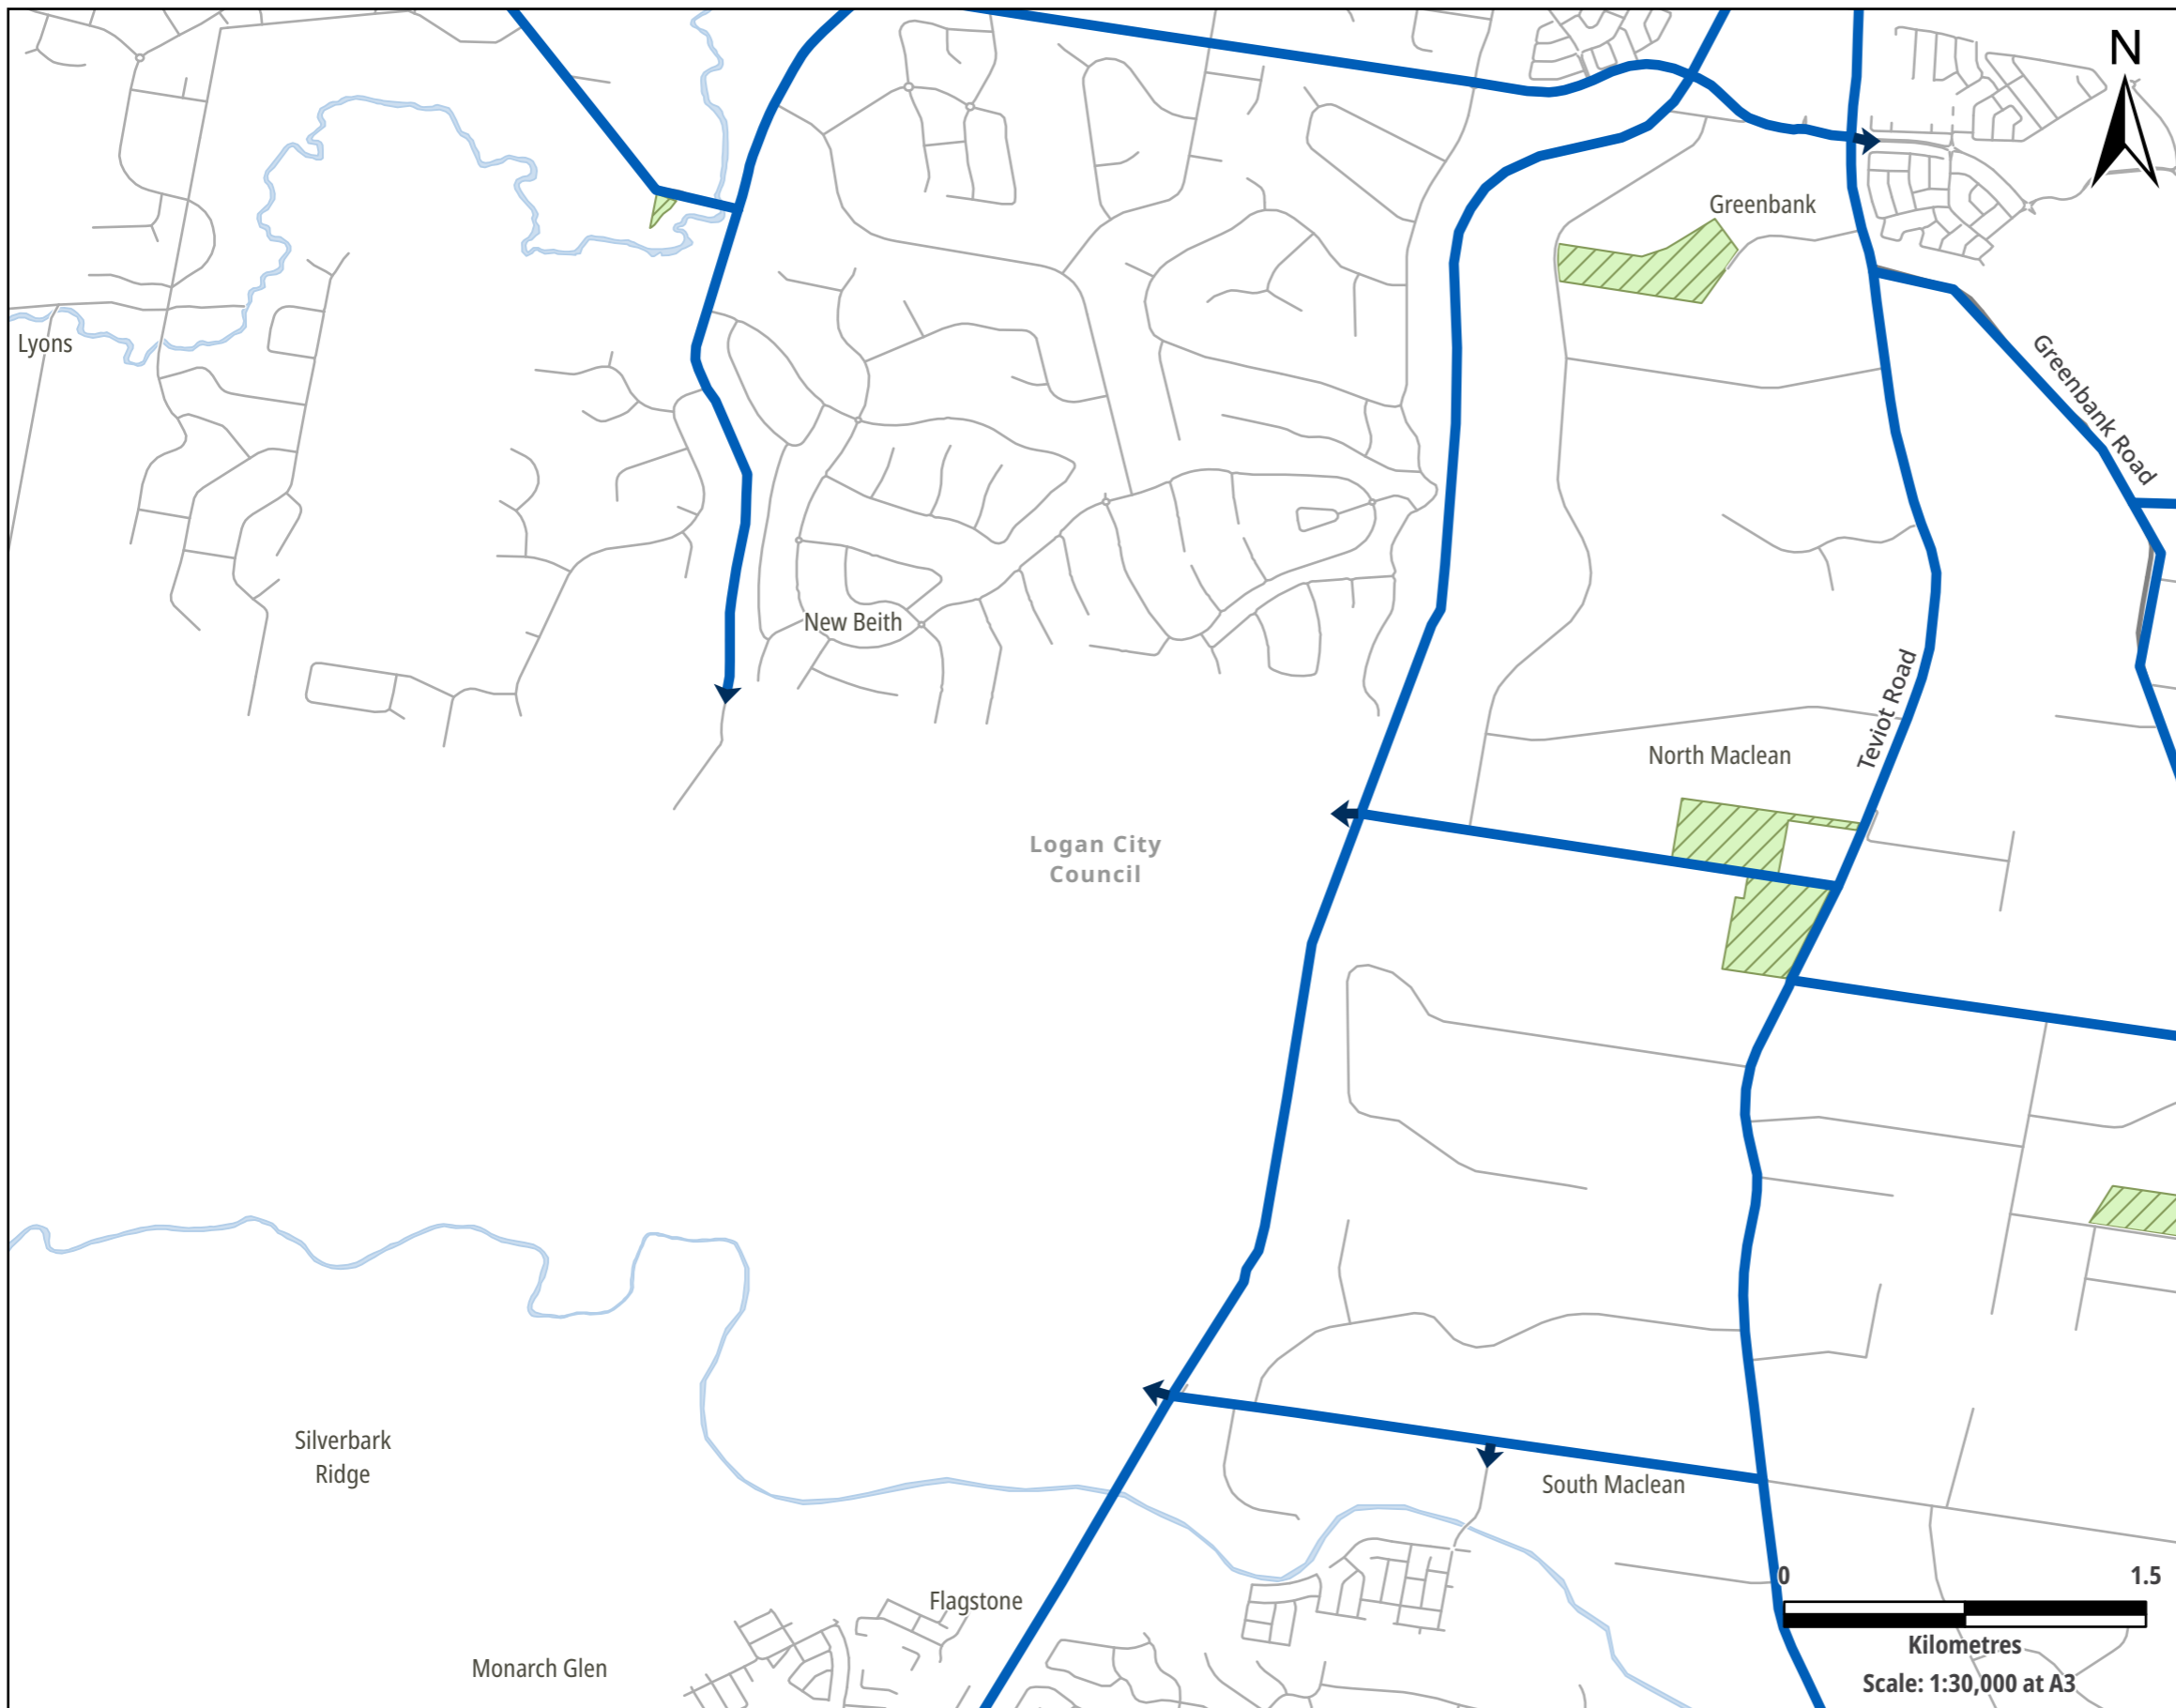 N
Greenbank
Lyons
Greenbank Road
New Beith
Teviot Road
North Maclean
Logan City
Council
Silverbark
Ridge
South Maclean
0 1.5
Flagstone
Kilometres
Monarch Glen
Scale: 1:30,000 at A3